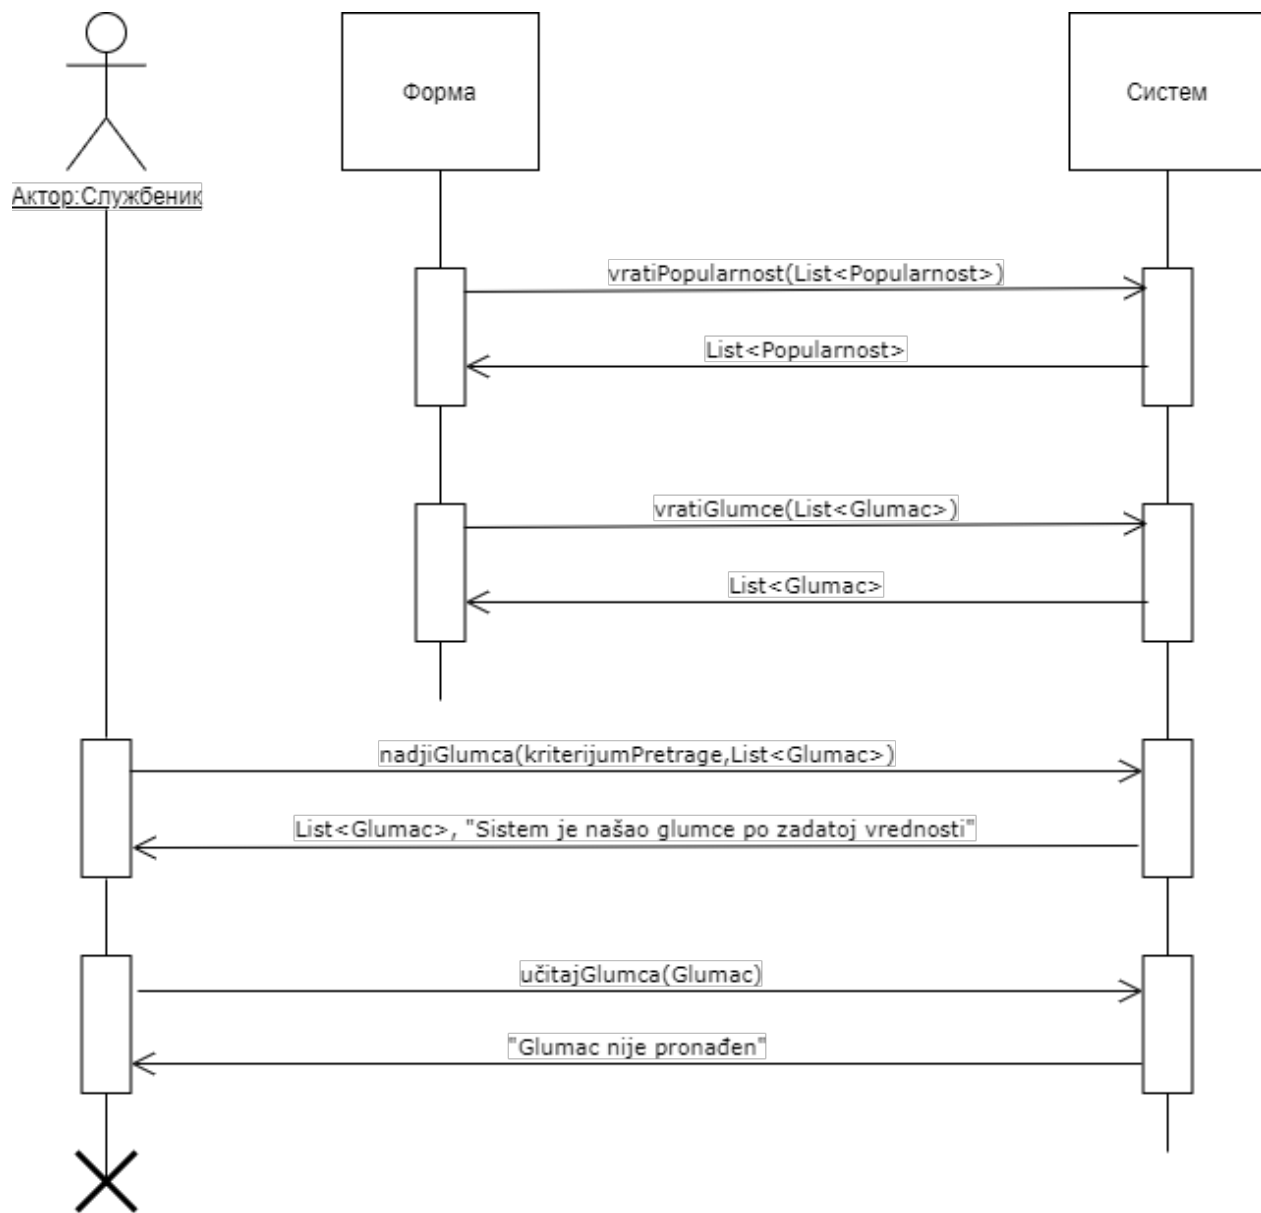 Форма
Систем
Актор:Службеник
vratiPopularnost(List<Popularnost>)
List<Popularnost>
vratiGlumce(List<Glumac>)
List<Glumac>
nadjiGlumca(kriterijumPretrage,List<Glumac>)
List<Glumac>, "Sistem je našao glumce po zadatoj vrednosti"
učitajGlumca(Glumac)
"Glumac nije pronađen"